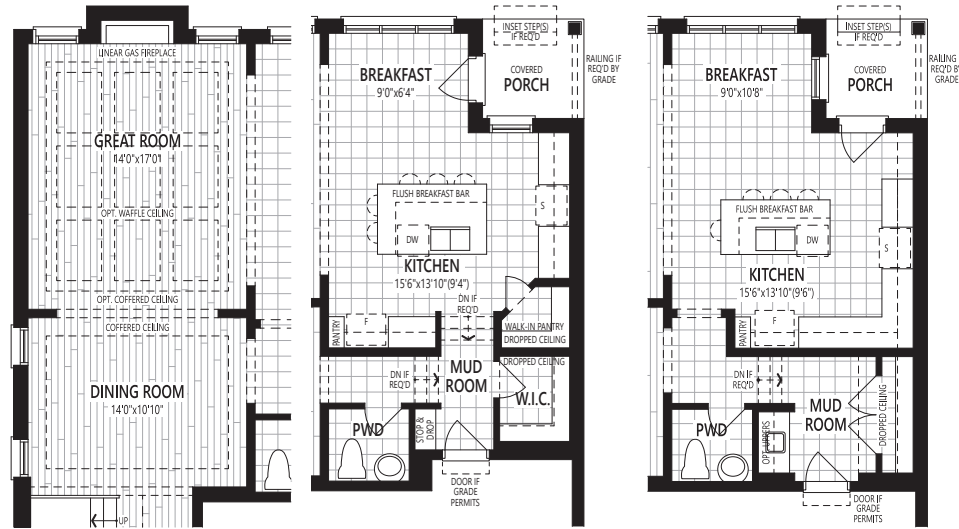 LINEAR GAS FIREPLACE
GREAT ROOM
14'0"x17'0"
OPT. WAFFLE CEILING
OPT. COFFERED CEILING
COFFERED CEILING
DINING ROOM
14'0"x10'10"
UP
INSET STEP(S)
IF REQ'D
BREAKFAST
9'0"x6'4"
COVERED
PORCH
RAILING IF
REQ'D BY
GRADE
FLUSH BREAKFAST BAR
DW
S
KITCHEN
15'6"x13'10"(9'4")
DN IF
REQ'D
PANTRY
F
WALK-IN PANTRY
DROPPED CEILING
DROPPED CEILING
DN IF
REQ'D
MUD
ROOM
W.I.C.
PWD
STOP &
DROP
DOOR IF
GRADE
PERMITS
INSET STEP(S)
IF REQ'D
BREAKFAST
9'0"x10'8"
COVERED
PORCH
RAILING
REQ'D BY
GRADE
FLUSH BREAKFAST BAR
DW
S
KITCHEN
15'6"x13'10"(9'6")
PANTRY
F
DN IF
REQ'D
MUD
ROOM
DROPPED CEILING
PWD
OPT UPPERS
DOOR IF
GRADE
PERMITS